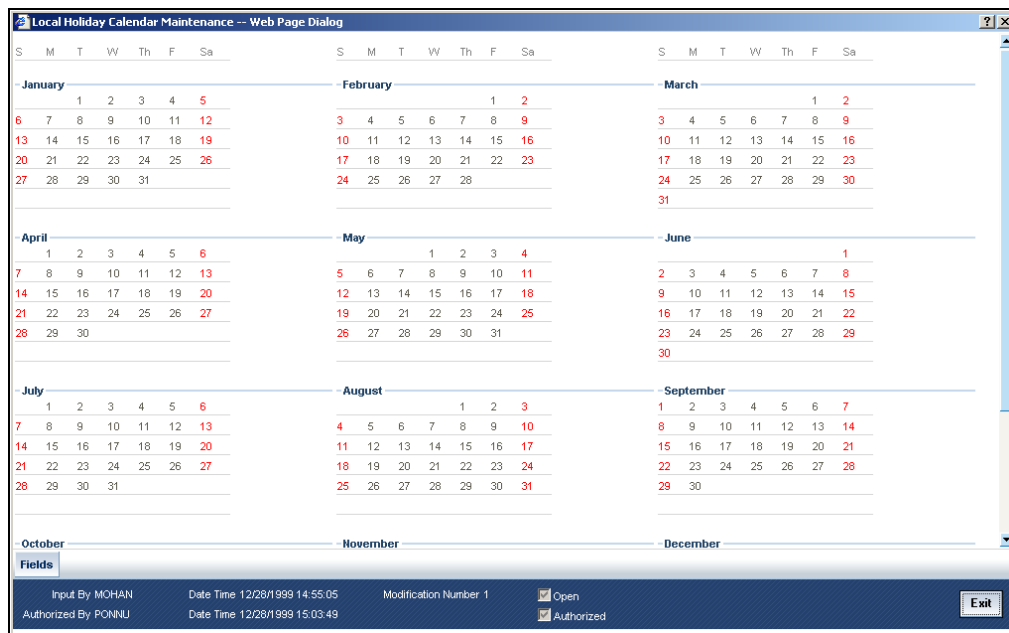 Local Holiday Calendar Maintenance -- Web Page Dialog
S M T W Th F Sa S M T W Th F Sa S M T W Th F Sa
January February March
1 2 3 4 5 1 2 1 2
6 7 8 9 10 11 12 3 4 5 6 7 8 9 3 4 5 6 7 8 9
13 14 15 16 17 18 19 10 11 12 13 14 15 16 10 11 12 13 14 15 16
20 21 22 23 24 25 26 17 18 19 20 21 22 23 17 18 19 20 21 22 23
27 28 29 30 31 24 25 26 27 28 24 25 26 27 28 29 30
31
April May June
1 2 3 4 5 6 1 2 3 4 1
7 8 9 10 11 12 13 5 6 7 8 9 10 11 2 3 4 5 6 7 8
14 15 16 17 18 19 20 12 13 14 15 16 17 18 9 10 11 12 13 14 15
21 22 23 24 25 26 27 19 20 21 22 23 24 25 16 17 18 19 20 21 22
28 29 30 26 27 28 29 30 31 23 24 25 26 27 28 29
30
July August September
1 2 3 4 5 6 1 2 3 1 2 3 4 5 6 7
7 8 9 10 11 12 13 4 5 6 7 8 9 10 8 9 10 11 12 13 14
14 15 16 17 18 19 20 11 12 13 14 15 16 17 15 16 17 18 19 20 21
21 22 23 24 25 26 27 18 19 20 21 22 23 24 22 23 24 25 26 27 28
28 29 30 31 25 26 27 28 29 30 31 29 30
October November December
Fields
Input By MOHAN Date Time 12/28/1999 14:55:05 Modification Number 1 Open
Authorized By PONNU Date Time 12/28/1999 15:03:49 Authorized
Exit